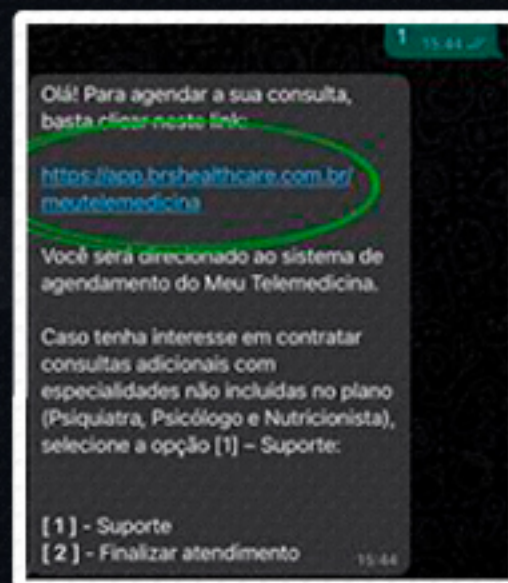 1 15:44
Olá! Para agendar a sua consulta,
basta clicar neste link:
https://app.brshealthcare.com.br/
meutelemedicina
Você será direcionado ao sistema de
agendamento do Meu Telemedicina.
Caso tenha interesse em contratar
consultas adicionais com
especialidades não incluídas no plano
(Psiquiatra, Psicólogo e Nutricionista),
selecione a opção [1] – Suporte:
[ 1 ] - Suporte
[ 2 ] - Finalizar atendimento 15:44